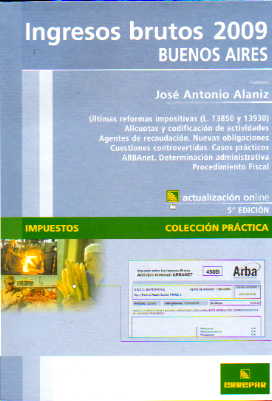 Ingresos brutos 2009
BUENOS AIRES
José Antonio Alaniz
Últimas reformas impositivas (L. 13850 y 13930)
Alícuotas y codificación de actividades
Agentes de recaudación. Nuevas obligaciones
Cuestiones controvertidas. Casos prácticos
ARBAnet. Determinación administrativa
Procedimiento Fiscal
actualización online
5ª EDICIÓN
IMPUESTOS
COLECCIÓN PRÁCTICA
Arba
ERREPAR